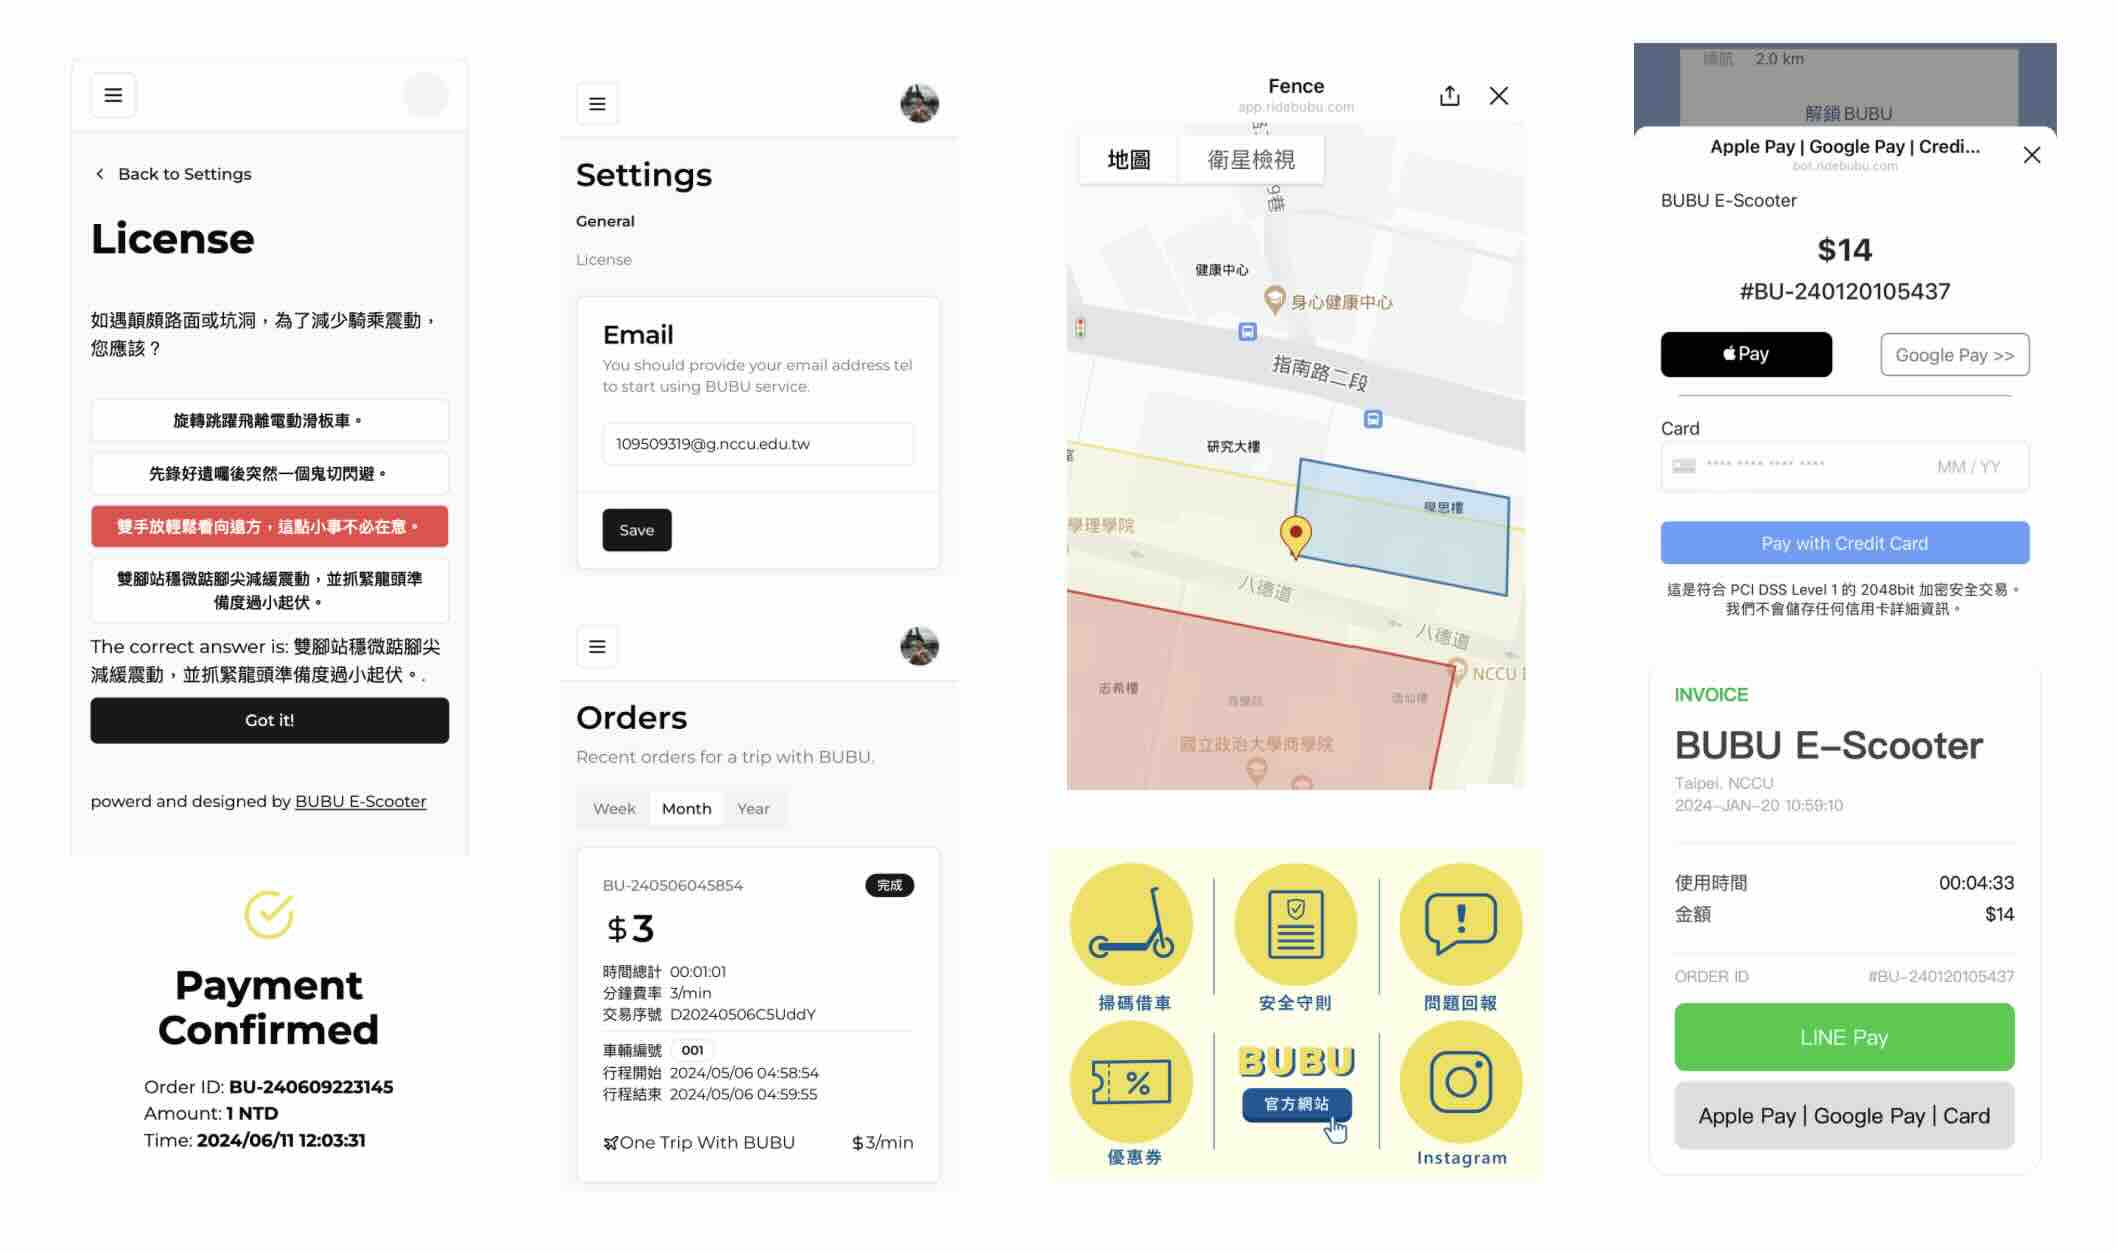 Back to Settings
License
如遇顛頗路面或坑洞，為了減少騎乘震動，
您應該？
旋轉跳躍飛離電動滑板車。
先錄好遺囑後突然一個鬼切閃避。
雙手放輕鬆看向遠方，這點小事不必在意。
雙腳站穩微踮腳尖減緩震動，並抓緊龍頭準
備度過小起伏。
The correct answer is: 雙腳站穩微踮腳尖
減緩震動，並抓緊龍頭準備度過小起伏。.
Got it!
powerd and designed by BUBU E-Scooter
Payment
Confirmed
Order ID: BU-240609223145
Amount: 1 NTD
Time: 2024/06/11 12:03:31
Settings
General
License
Email
You should provide your email address tel
to start using BUBU service.
109509319@g.nccu.edu.tw
Save
Orders
Recent orders for a trip with BUBU.
Week Month Year
BU-240506045854 完成
$3
時間總計 00:01:01
分鐘費率 3/min
交易序號 D20240506C5UddY
車輛編號 001
行程開始 2024/05/06 04:58:54
行程結束 2024/05/06 04:59:55
One Trip With BUBU $3/min
Fence
app.ridebubu.com
地圖 衛星檢視
9巷
健康中心
身心健康中心
指南路二段
研究大樓
學思樓
學理學院
八德道
八德道
NCCU
志希樓
逸仙樓
國立政治大學商學院
掃碼借車 安全守則 問題回報
BUBU
官方網站
優惠券 Instagram
續航 2.0 km
解鎖BUBU
Apple Pay | Google Pay | Credi...
bot.ridebubu.com
BUBU E-Scooter
$14
#BU-240120105437
Pay Google Pay >>
Card
**** **** **** **** MM / YY
Pay with Credit Card
這是符合 PCI DSS Level 1 的 2048bit 加密安全交易。
我們不會儲存任何信用卡詳細資訊。
INVOICE
BUBU E-Scooter
Taipei, NCCU
2024-JAN-20 10:59:10
使用時間 00:04:33
金額 $14
ORDER ID #BU-240120105437
LINE Pay
Apple Pay | Google Pay | Card